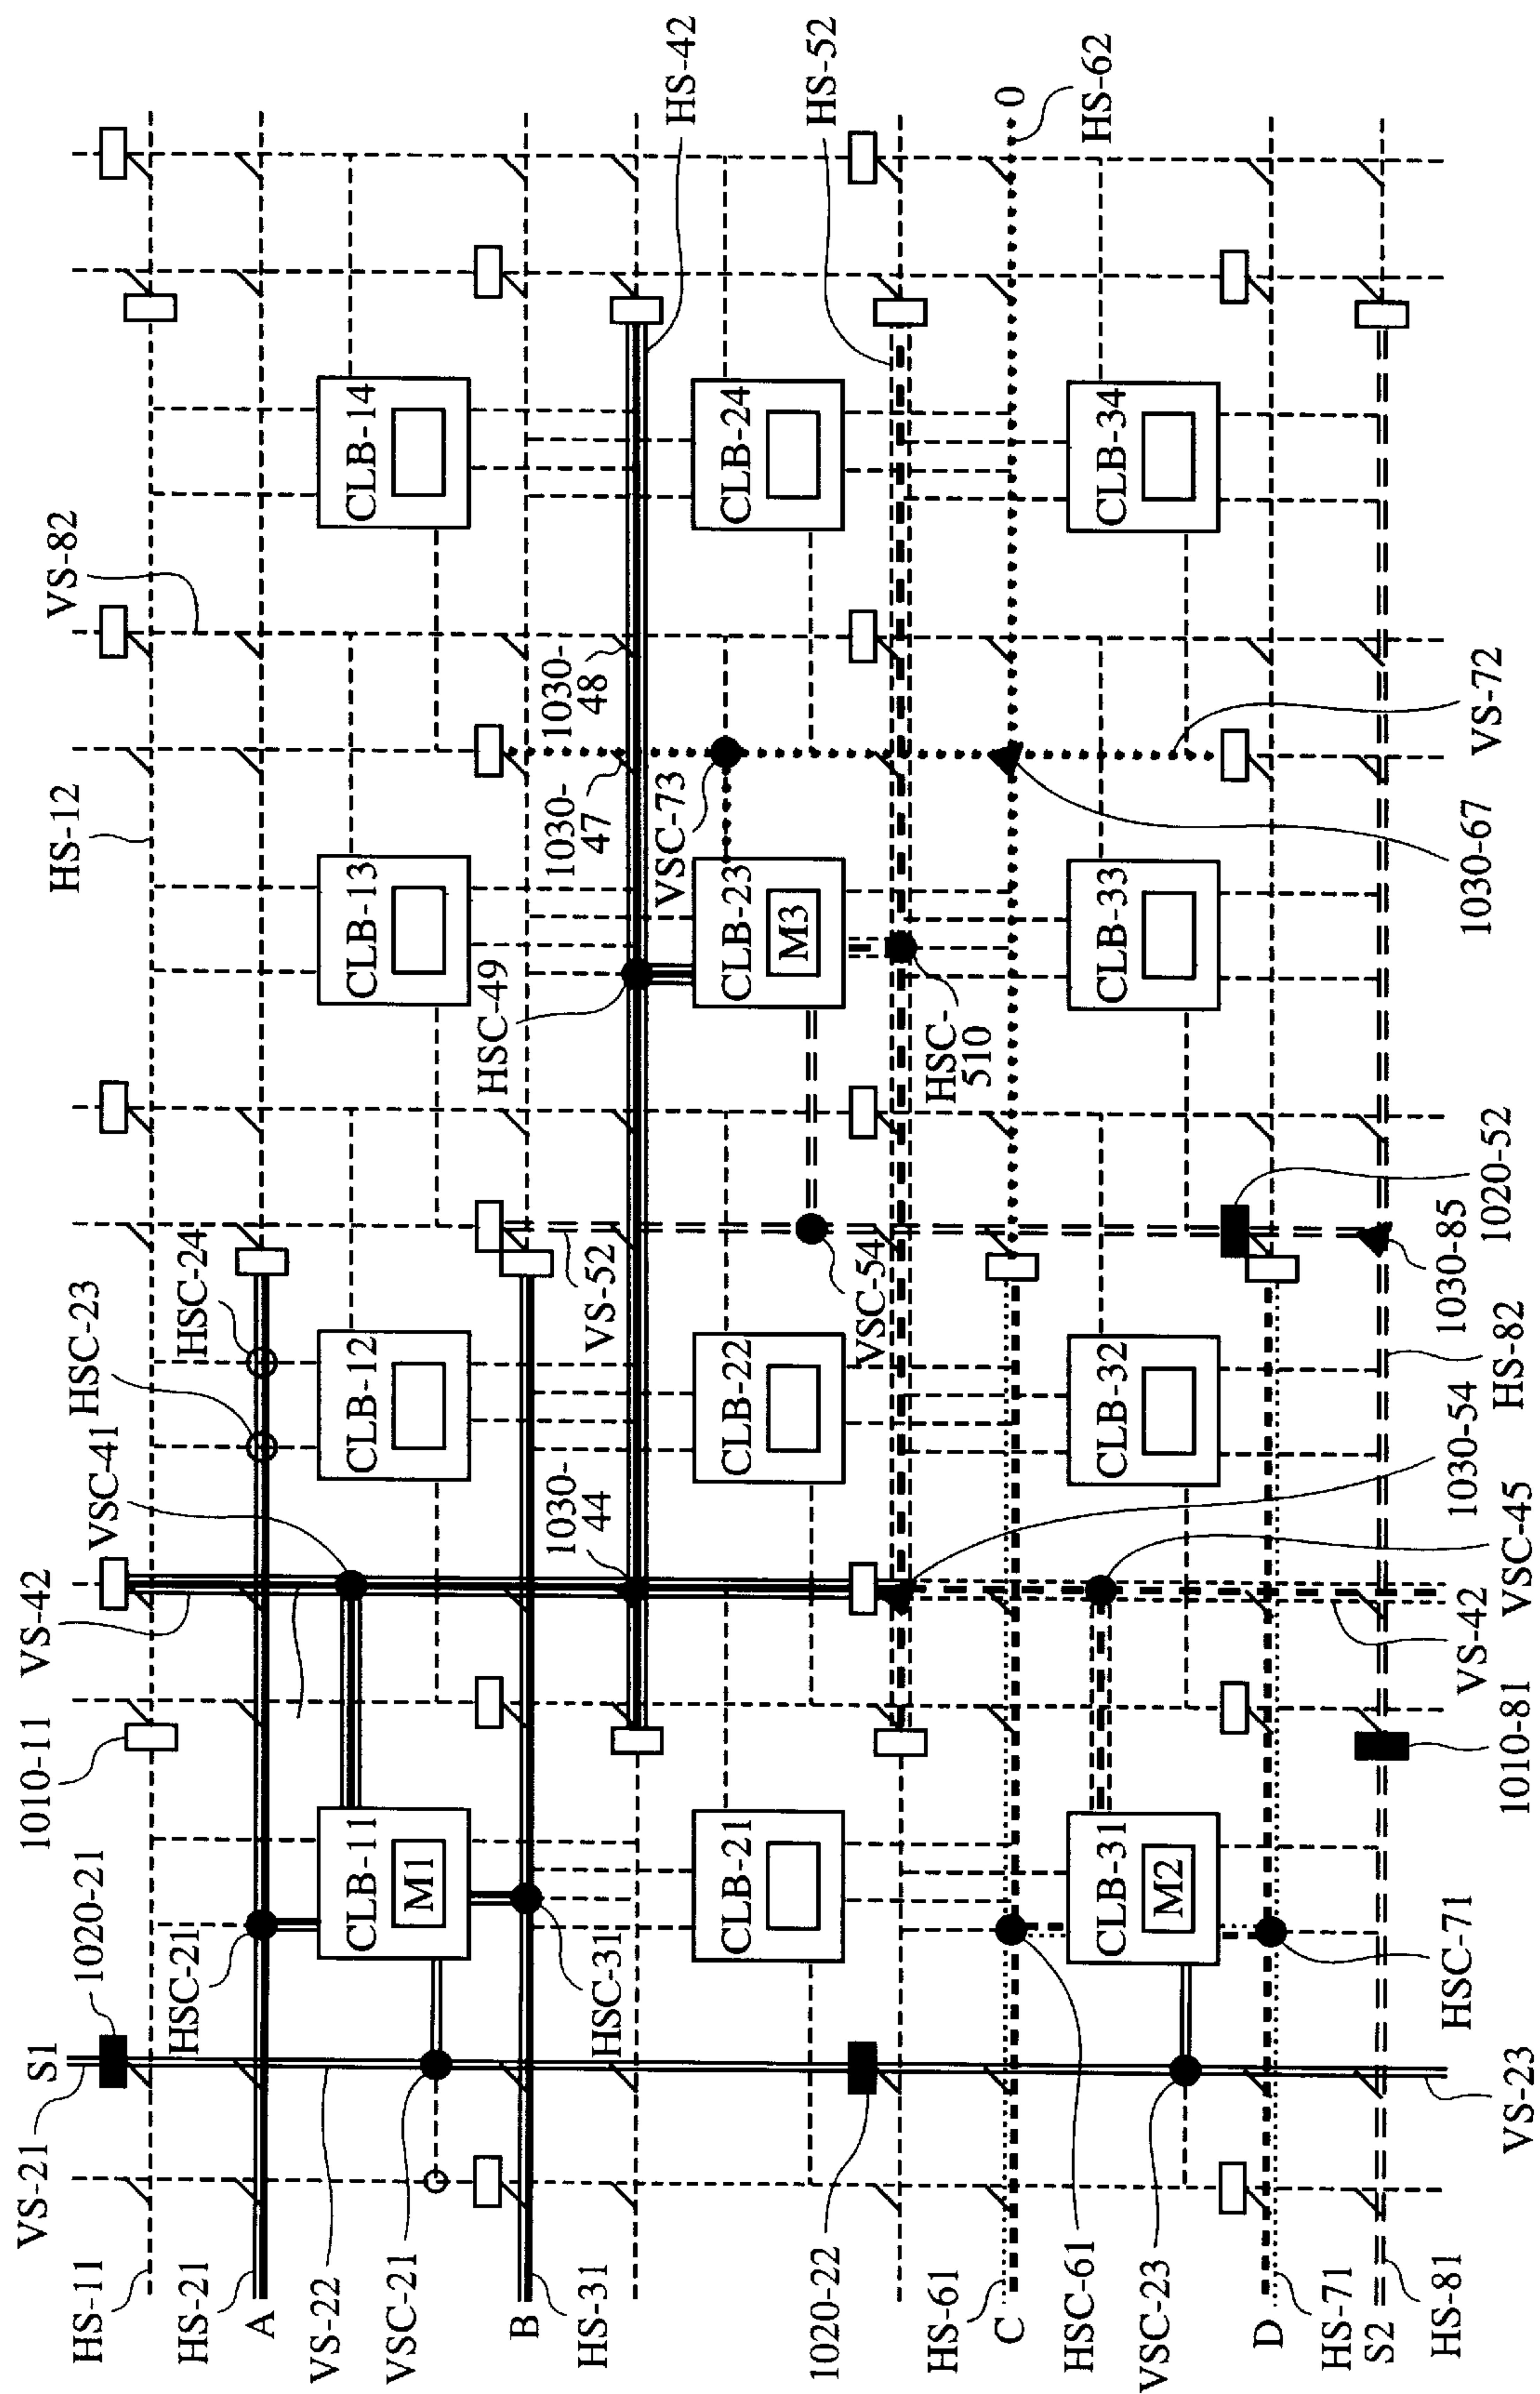 HS-11
HS-21
A
VS-22
VSC-21
B
HS-31
1020-22
HS-61
C
HSC-61
VSC-23
D
HS-71
S2
HS-81
VS-21
S1
1020-21
HSC-21
HSC-31
HSC-71
VS-23
CLB-11
M1
CLB-21
CLB-31
M2
1010-11
VS-42
VSC-41
HSC-23
HSC-24
1030-
44
1010-81
VS-42
VSC-45
1030-54
HS-82
1030-85
1020-52
CLB-12
CLB-22
CLB-32
VS-52
VSC-54
HSC-49
HSC-
510
CLB-13
CLB-23
M3
CLB-33
HS-12
VS-82
1030-
47
1030-
48
VSC-73
1030-67
VS-72
CLB-14
CLB-24
CLB-34
HS-42
HS-52
O
HS-62